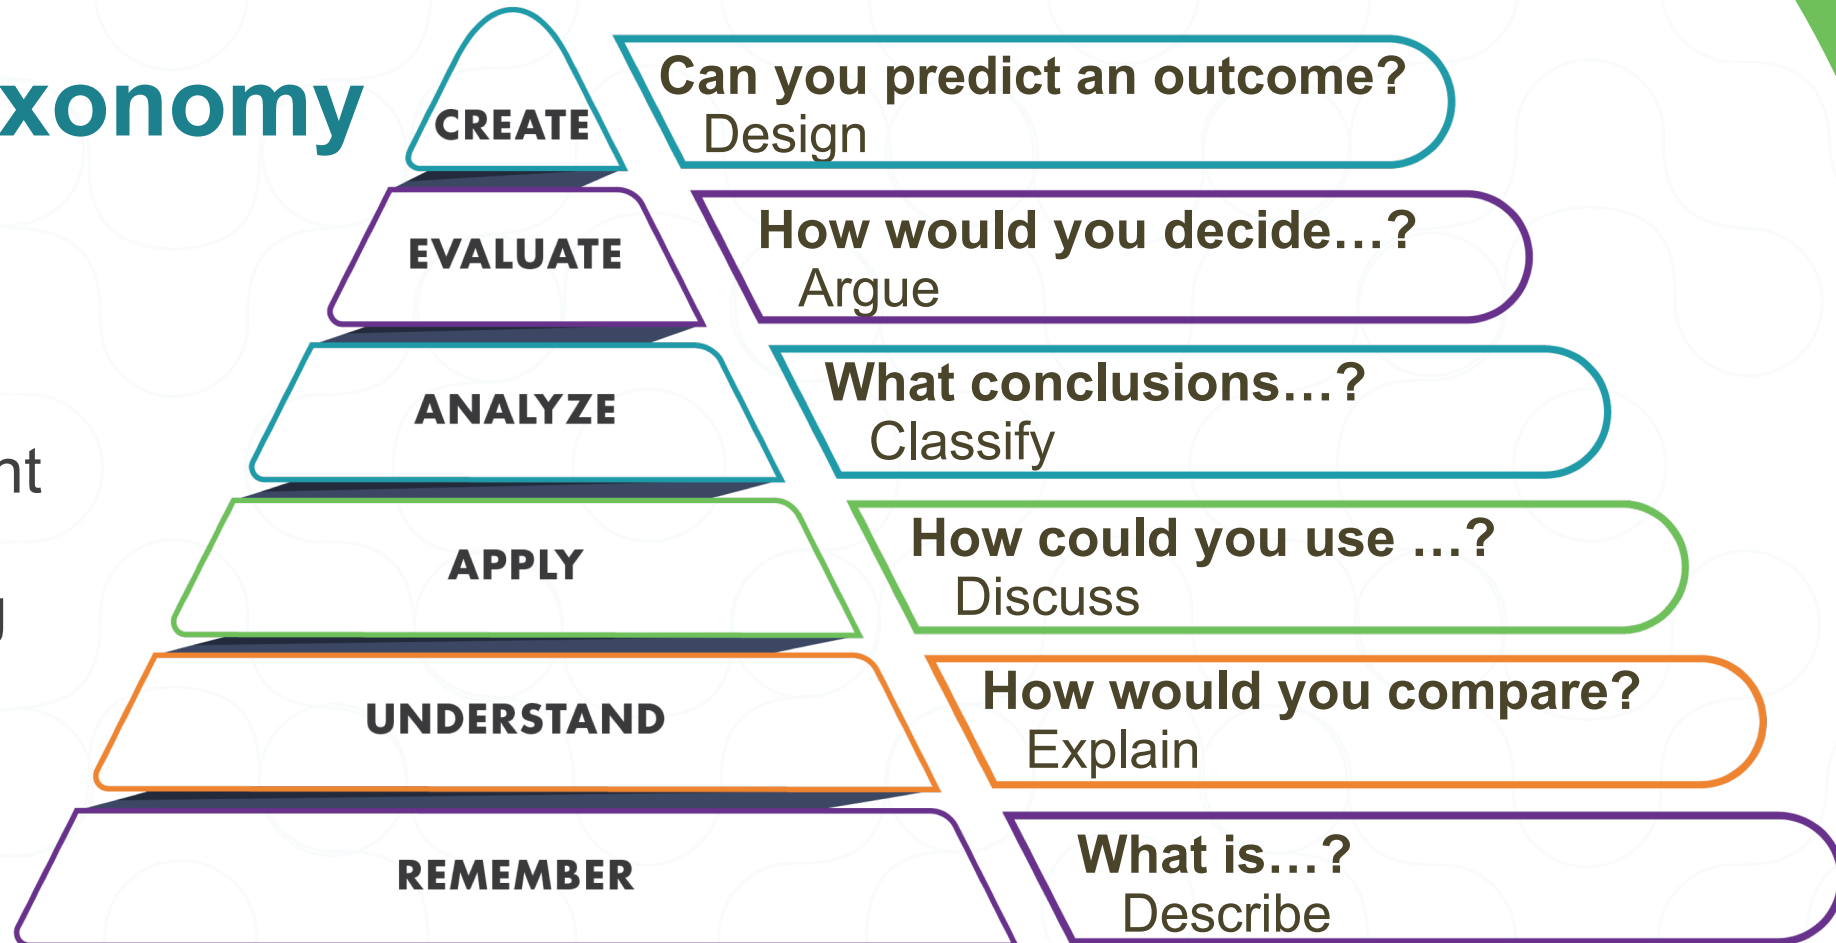 xonomy
nt
g
CREATE
Can you predict an outcome?
Design
EVALUATE
How would you decide…?
Argue
ANALYZE
What conclusions…?
Classify
APPLY
How could you use …?
Discuss
UNDERSTAND
How would you compare?
Explain
REMEMBER
What is…?
Describe